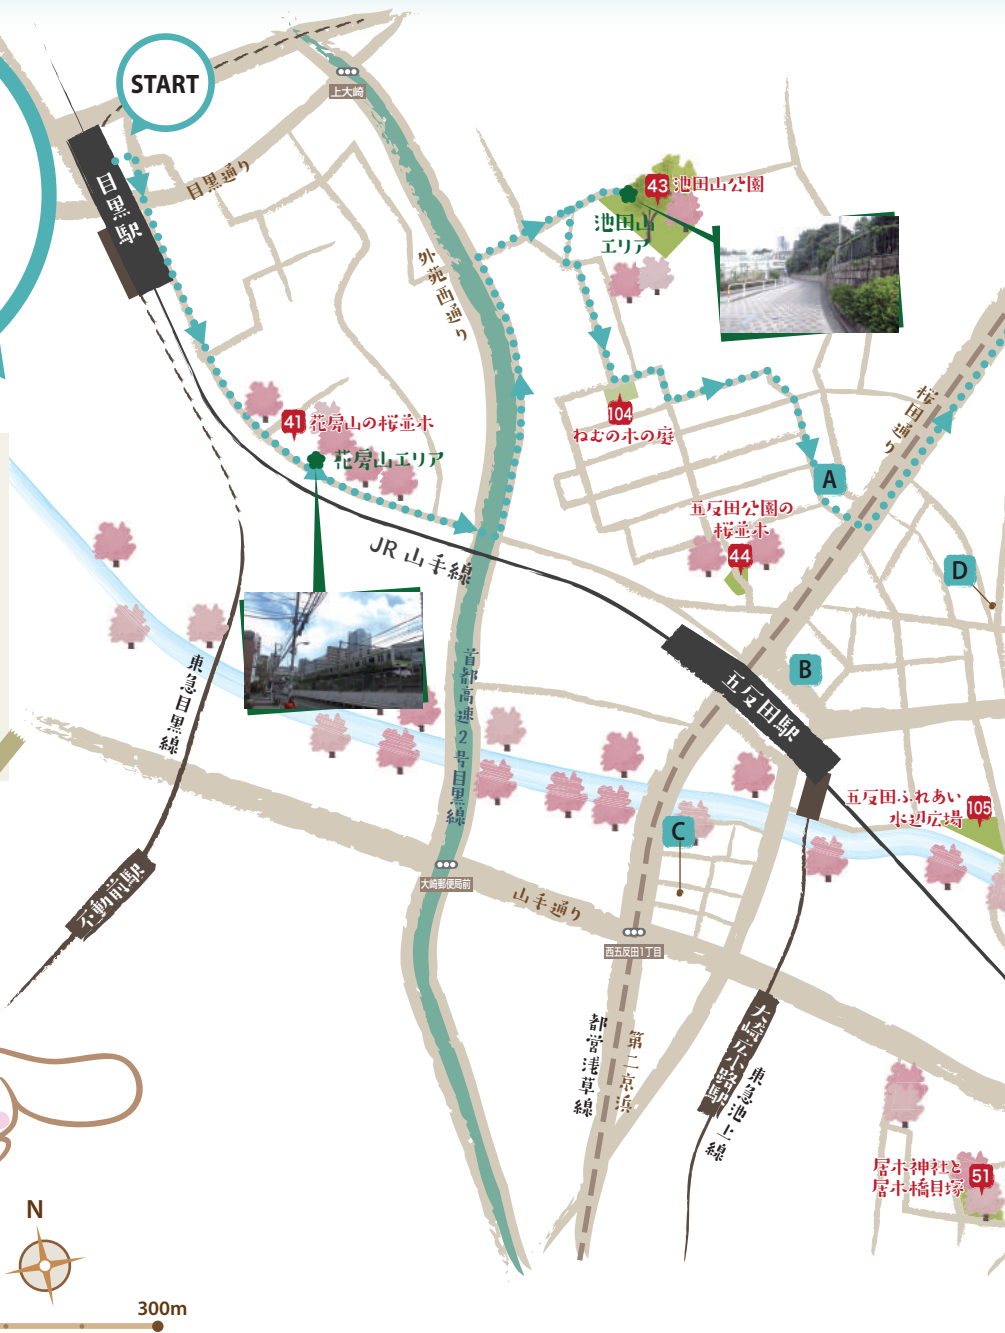 START
上大崎
目黒駅
目黒通り
43
池田山公園
池田山
エリア
外苑西通り
桜田通り
41
花房山の桜並木
花房山エリア
104
ねむの木の庭
A
五反田公園の
桜並木
44
JR 山手線
D
B
五反田駅
東急目黒線
首都高速2号目黒線
五反田ふれあい
水辺広場
105
C
不動前駅
大崎郵便局前
山手通り
西五反田1丁目
都営浅草線
第二京浜
大崎広小路駅
東急池上線
居木神社と
居木橋貝塚
51
N
300m